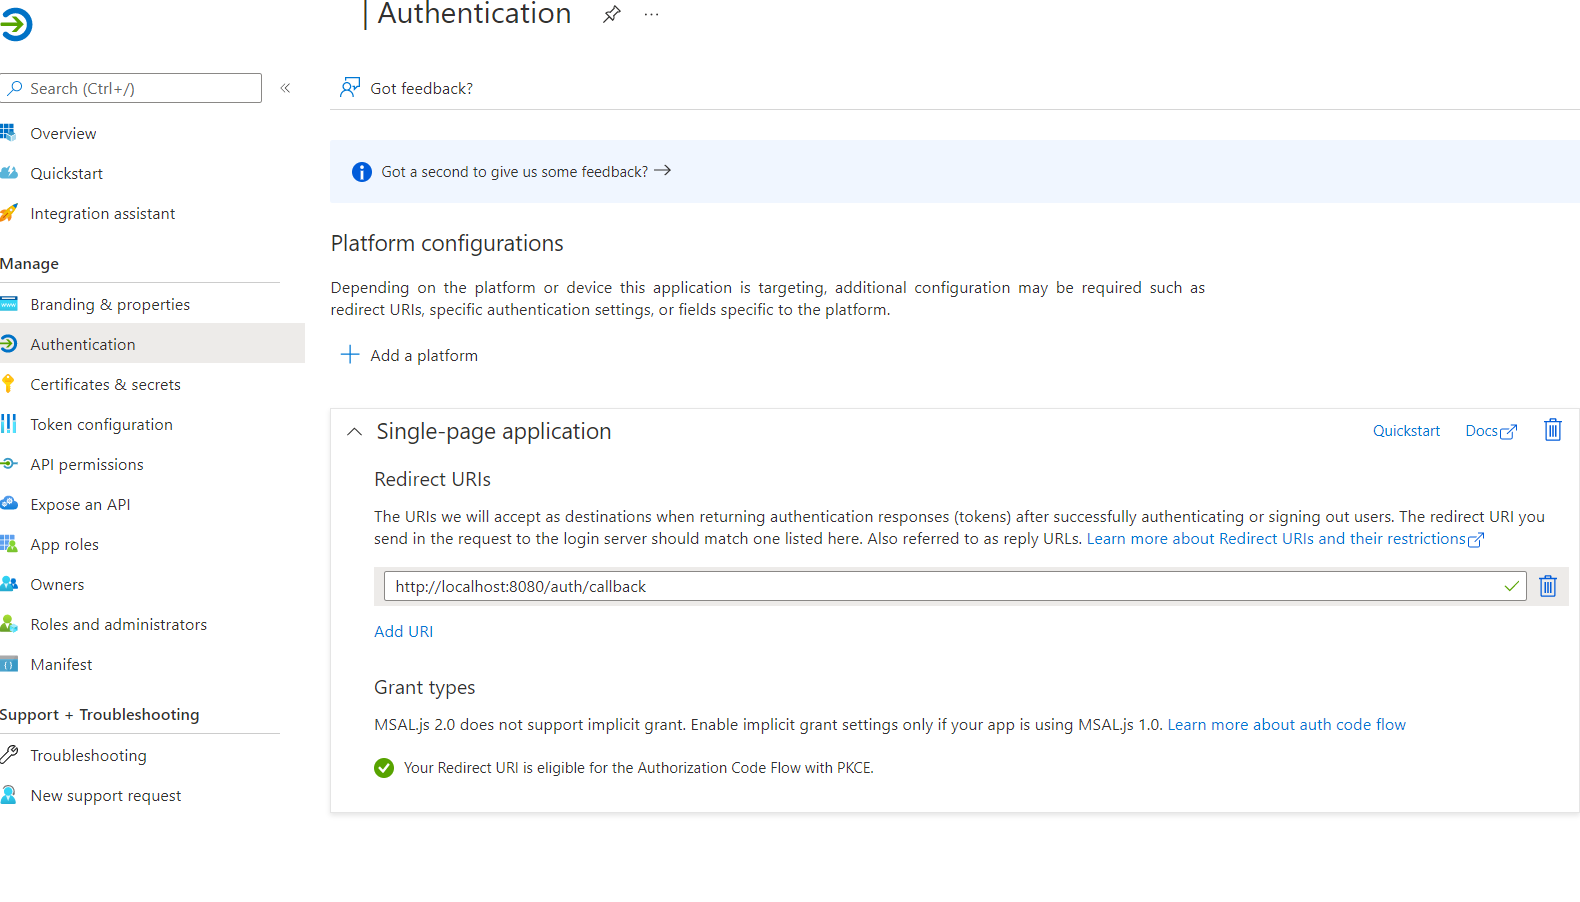 | Authentication
...
Search (Ctrl+/)
«
Got feedback?
Overview
Quickstart
Integration assistant
Manage
Branding & properties
Authentication
Certificates & secrets
Token configuration
API permissions
Expose an API
App roles
Owners
Roles and administrators
Manifest
Support + Troubleshooting
Troubleshooting
New support request
Got a second to give us some feedback? →
Platform configurations
Depending on the platform or device this application is targeting, additional configuration may be required such as
redirect URIs, specific authentication settings, or fields specific to the platform.
+ Add a platform
Single-page application
Quickstart
Docs
Redirect URIs
The URIs we will accept as destinations when returning authentication responses (tokens) after successfully authenticating or signing out users. The redirect URI you
send in the request to the login server should match one listed here. Also referred to as reply URLs. Learn more about Redirect URIs and their restrictions
http://localhost:8080/auth/callback
Add URI
Grant types
MSAL.js 2.0 does not support implicit grant. Enable implicit grant settings only if your app is using MSAL.js 1.0. Learn more about auth code flow
Your Redirect URI is eligible for the Authorization Code Flow with PKCE.